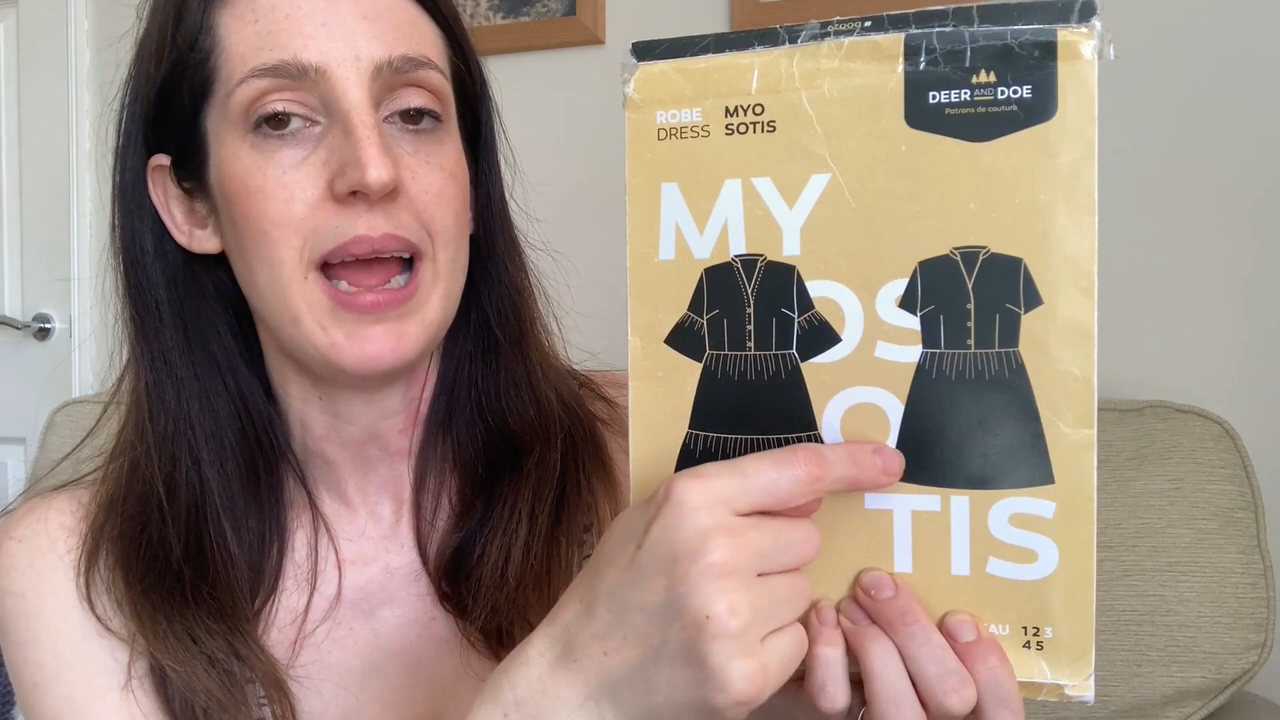 DEER AND DOE
Patrons de couture
ROBE MYO
DRESS SOTIS
MY
OS
O
TIS
AU 1 2 3
4 5